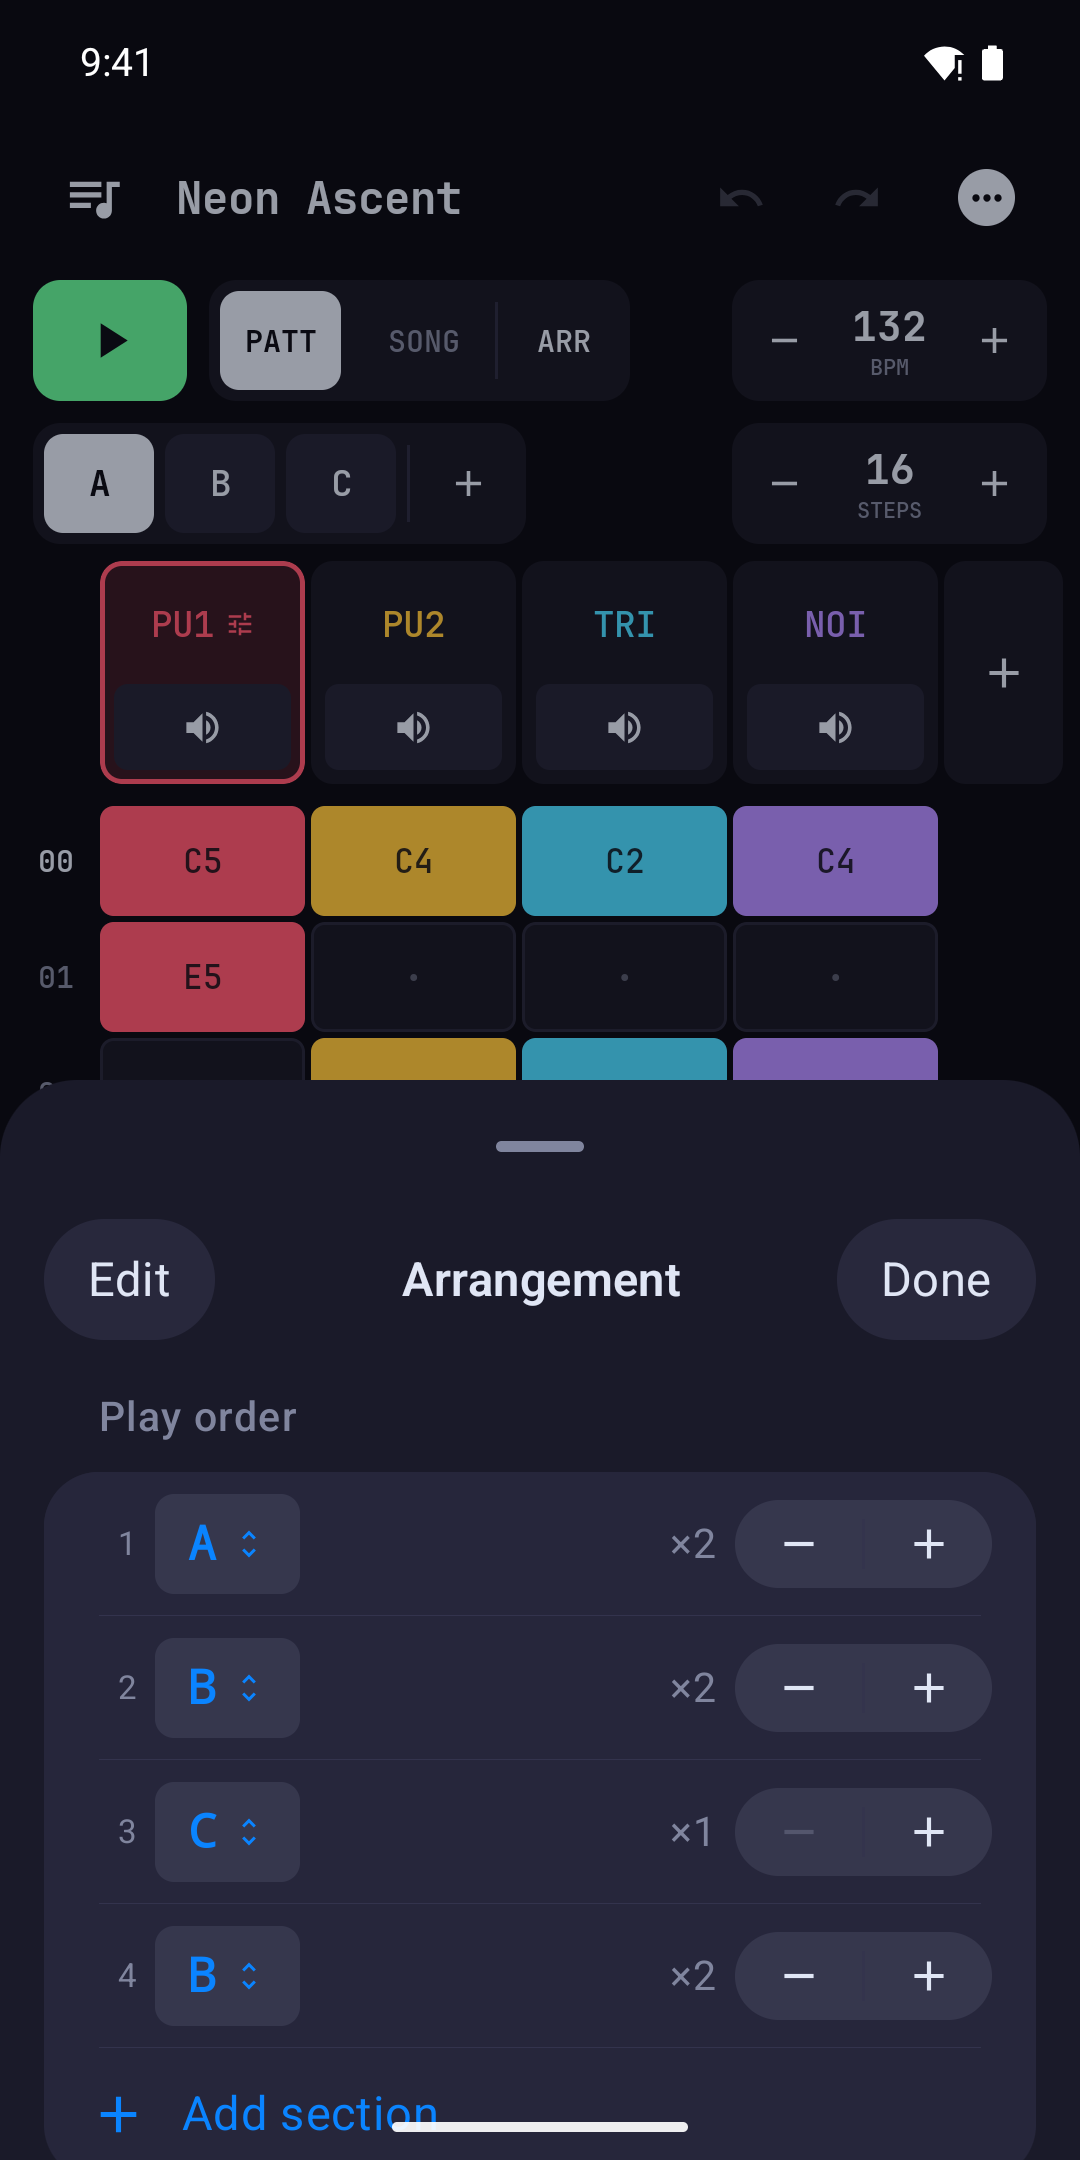 9:41
Neon Ascent
PATT SONG ARR
132
BPM
A B C
16
STEPS
PU1 PU2 TRI NOI
00 C5 C4 C2 C4
01 E5
Edit Arrangement Done
Play order
1 A ×2
2 B ×2
3 C ×1
4 B ×2
Add section